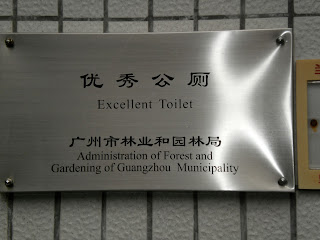 优秀公厕
Excellent Toilet
广州市林业和园林局
Administration of Forest and
Gardening of Guangzhou Municipality